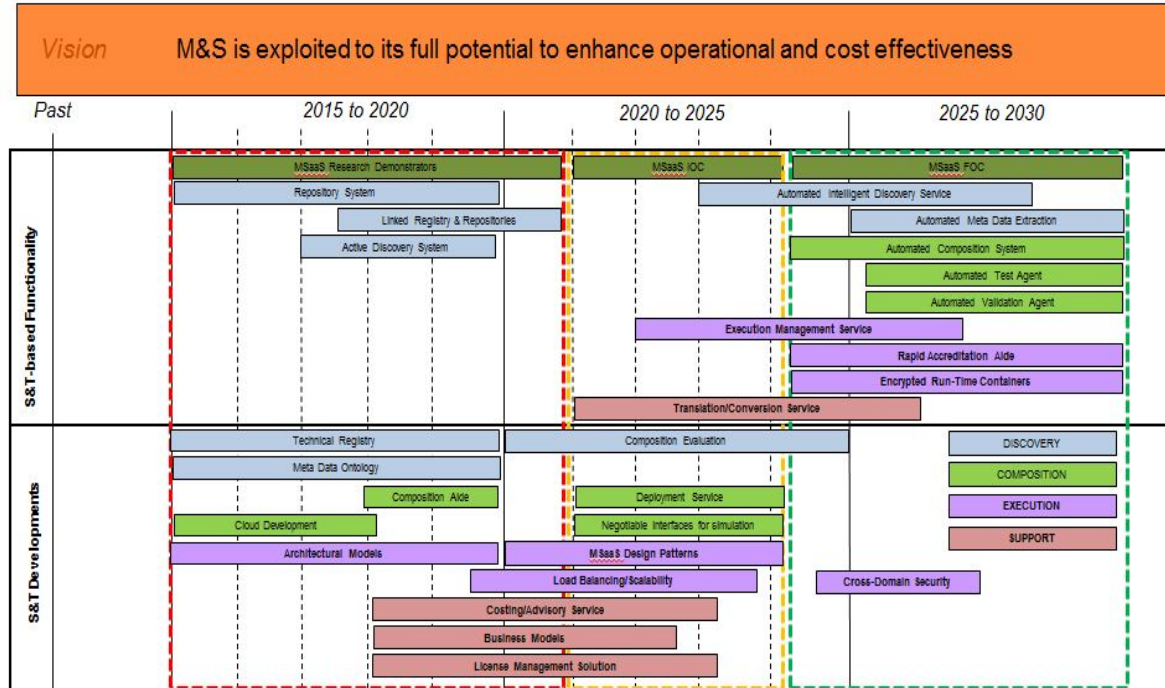 Vision M&S is exploited to its full potential to enhance operational and cost effectiveness
Past 2015 to 2020 2020 to 2025 2025 to 2030
S&T-based Functionality
MSaaS Research Demonstrators MSaaS IOC MSaaS FOC
Repository System Automated Intelligent Discovery Service
Linked Registry & Repositories Automated Meta Data Extraction
Active Discovery System Automated Composition System
Automated Test Agent
Automated Validation Agent
Execution Management Service
Rapid Accreditation Aide
Encrypted Run-Time Containers
Translation/Conversion Service
S&T Developments
Technical Registry Composition Evaluation DISCOVERY
Meta Data Ontology COMPOSITION
Composition Aide Deployment Service EXECUTION
Cloud Development Negotiable Interfaces for simulation SUPPORT
Architectural Models MSaaS Design Patterns
Load Balancing/Scalability Cross-Domain Security
Costing/Advisory Service
Business Models
License Management Solution